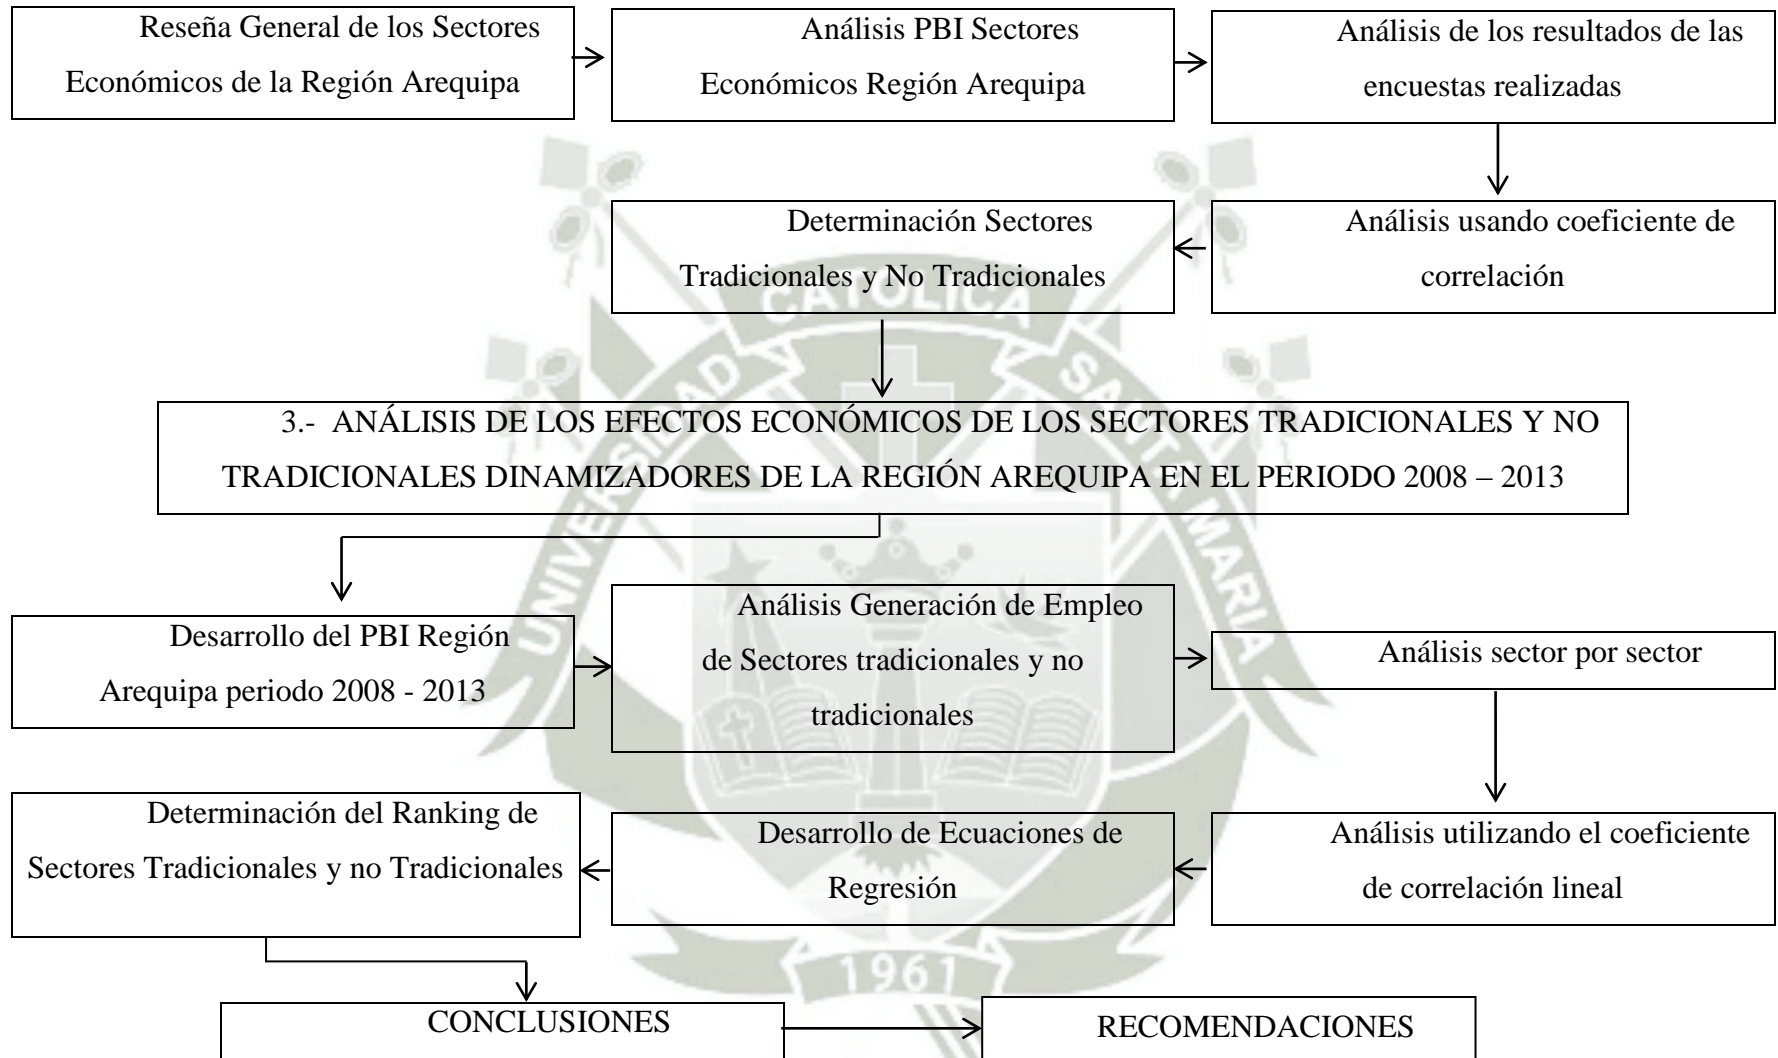 Reseña General de los Sectores
Económicos de la Región Arequipa
Análisis PBI Sectores
Económicos Región Arequipa
Análisis de los resultados de las
encuestas realizadas
Determinación Sectores
Tradicionales y No Tradicionales
Análisis usando coeficiente de
correlación
3.- ANÁLISIS DE LOS EFECTOS ECONÓMICOS DE LOS SECTORES TRADICIONALES Y NO
TRADICIONALES DINAMIZADORES DE LA REGIÓN AREQUIPA EN EL PERIODO 2008 – 2013
Desarrollo del PBI Región
Arequipa periodo 2008 - 2013
Análisis Generación de Empleo
de Sectores tradicionales y no
tradicionales
Análisis sector por sector
Determinación del Ranking de
Sectores Tradicionales y no Tradicionales
Desarrollo de Ecuaciones de
Regresión
Análisis utilizando el coeficiente
de correlación lineal
CONCLUSIONES
RECOMENDACIONES
UNIVERSIDAD CATOLICA SANTA MARIA
1961